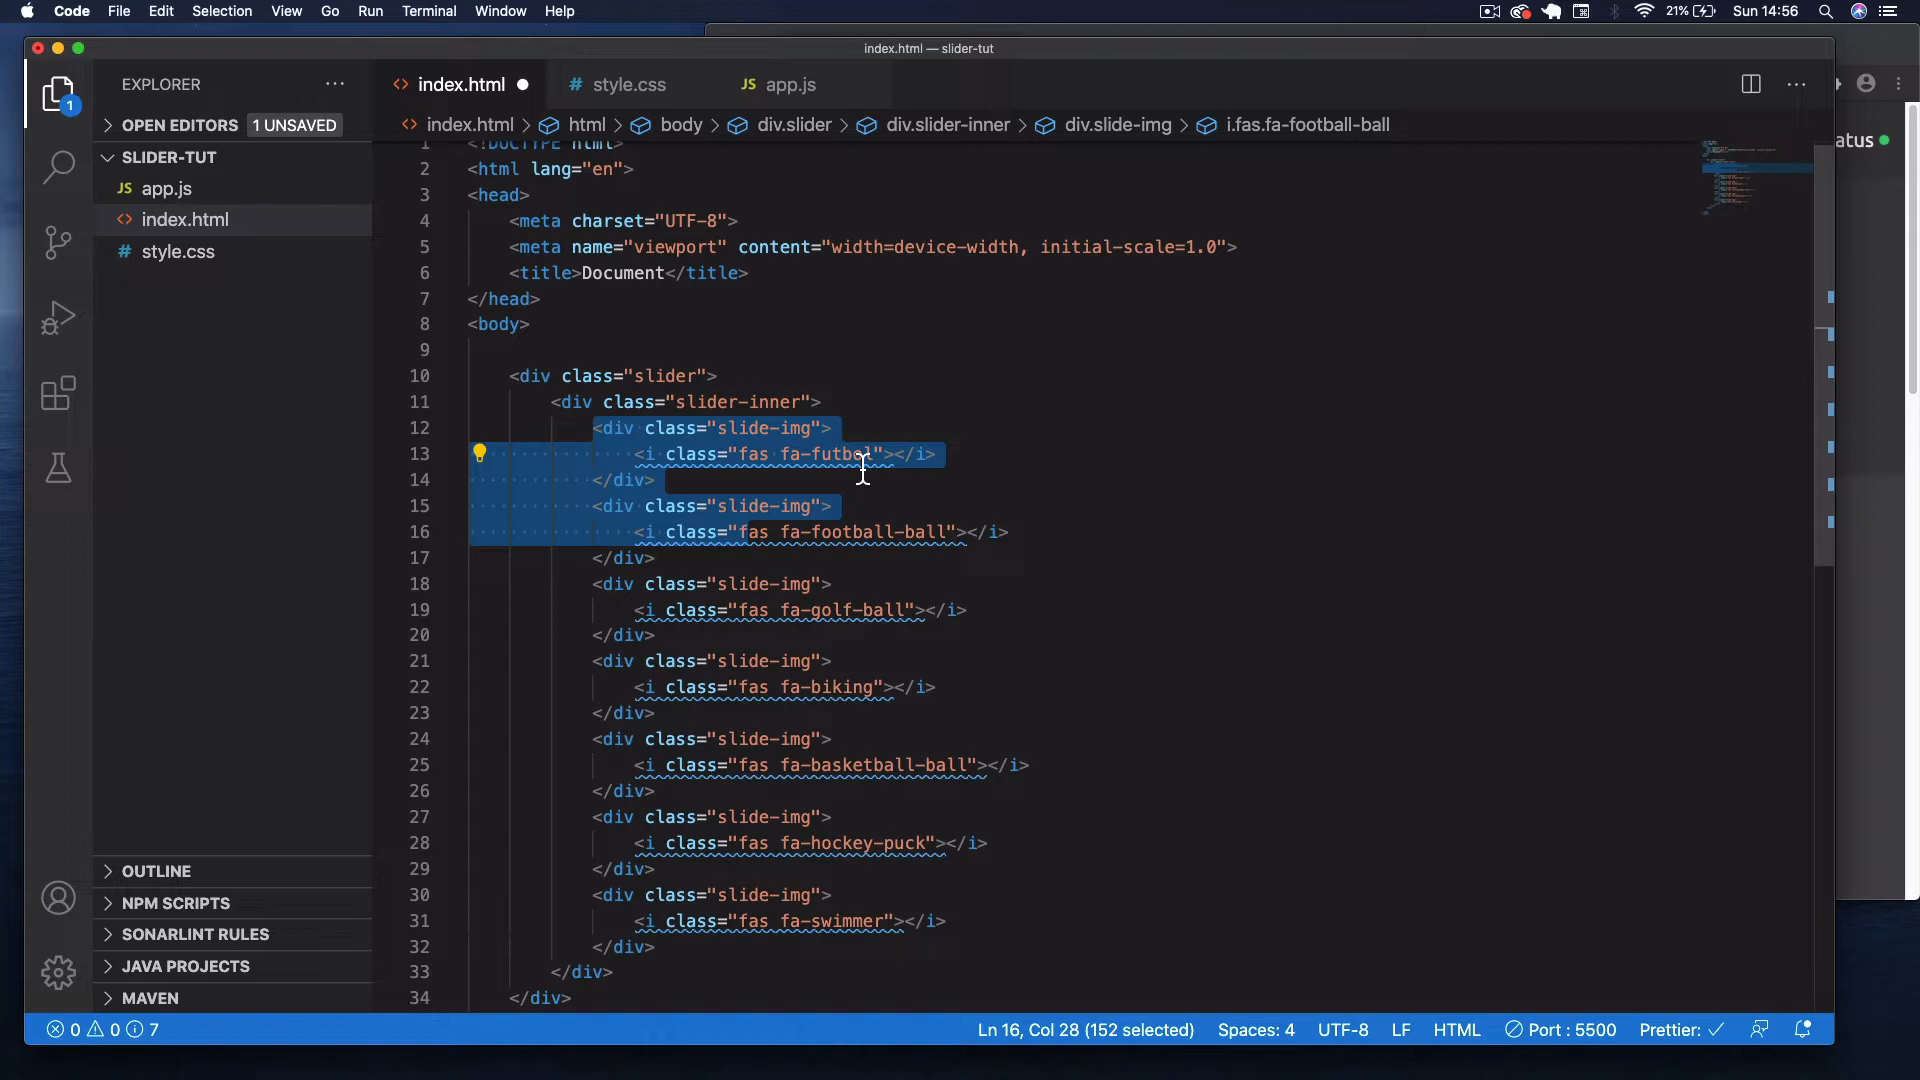 Code File Edit Selection View Go Run Terminal Window Help 21% Sun 14:56
index.html — slider-tut
EXPLORER ··· <> index.html ● # style.css JS app.js ···
OPEN EDITORS 1 UNSAVED
<> index.html > html > body > div.slider > div.slider-inner > div.slide-img > i.fas.fa-football-ball
atus
SLIDER-TUT
JS app.js
<> index.html
# style.css
1 <!DOCTYPE html>
2 <html lang="en">
3 <head>
4 <meta charset="UTF-8">
5 <meta name="viewport" content="width=device-width, initial-scale=1.0">
6 <title>Document</title>
7 </head>
8 <body>
9
10 <div class="slider">
11 <div class="slider-inner">
12 <div class="slide-img">
13 <i class="fas fa-futbol"></i>
14 </div>
15 <div class="slide-img">
16 <i class="fas fa-football-ball"></i>
17 </div>
18 <div class="slide-img">
19 <i class="fas fa-golf-ball"></i>
20 </div>
21 <div class="slide-img">
22 <i class="fas fa-biking"></i>
23 </div>
24 <div class="slide-img">
25 <i class="fas fa-basketball-ball"></i>
26 </div>
27 <div class="slide-img">
28 <i class="fas fa-hockey-puck"></i>
29 </div>
30 <div class="slide-img">
31 <i class="fas fa-swimmer"></i>
32 </div>
33 </div>
34 </div>
1
OUTLINE
NPM SCRIPTS
SONARLINT RULES
JAVA PROJECTS
MAVEN
0 0 7 Ln 16, Col 28 (152 selected) Spaces: 4 UTF-8 LF HTML Port : 5500 Prettier: ✓